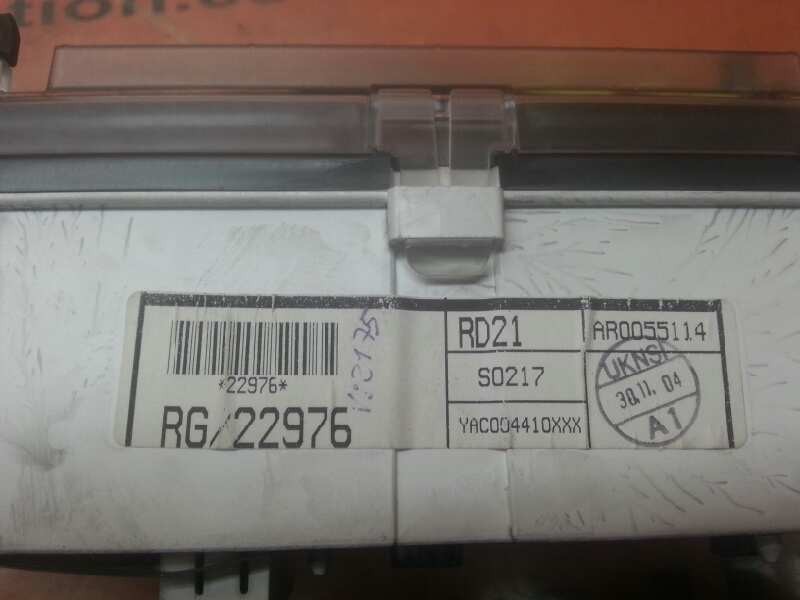 *22976*
RG/22976
RD21
S0217
YAC004410XXX
AR0055114
UKNSI
30.11.04
A1